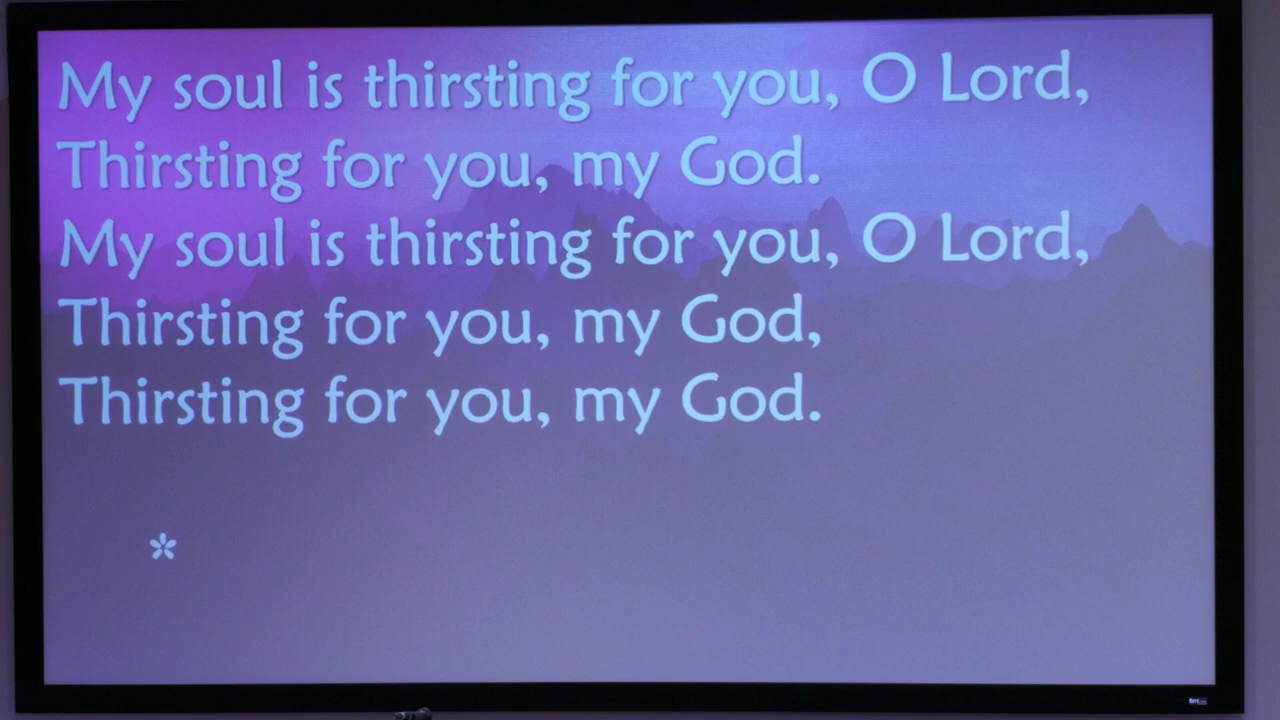 My soul is thirsting for you, O Lord,
Thirsting for you, my God.
My soul is thirsting for you, O Lord,
Thirsting for you, my God,
Thirsting for you, my God.
*